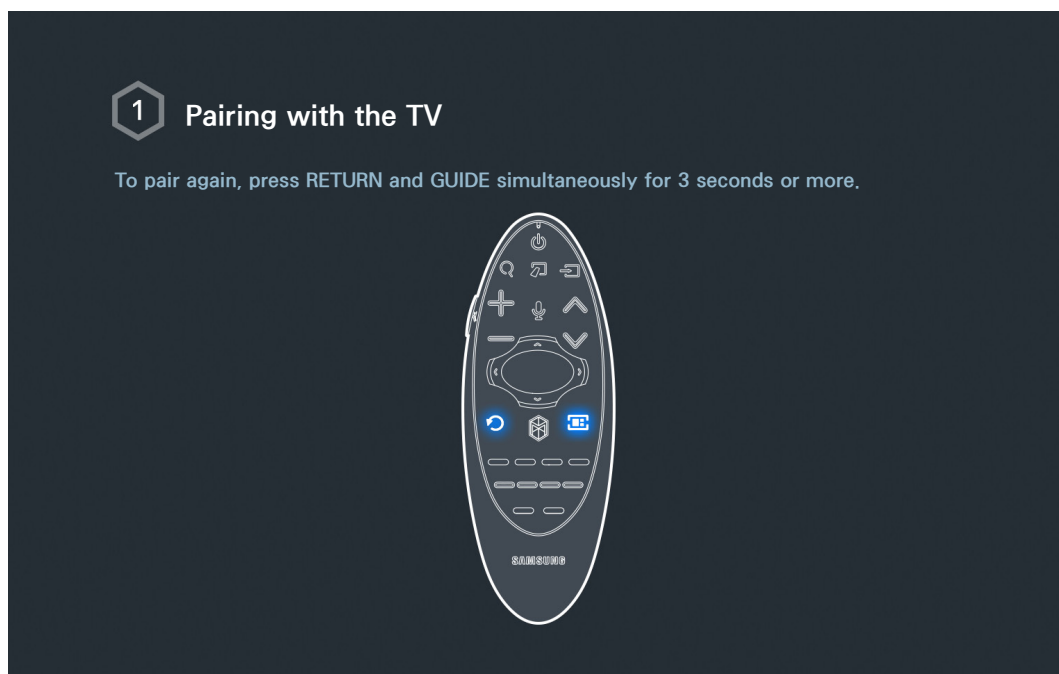 1
Pairing with the TV
To pair again, press RETURN and GUIDE simultaneously for 3 seconds or more.
SAMSUNG